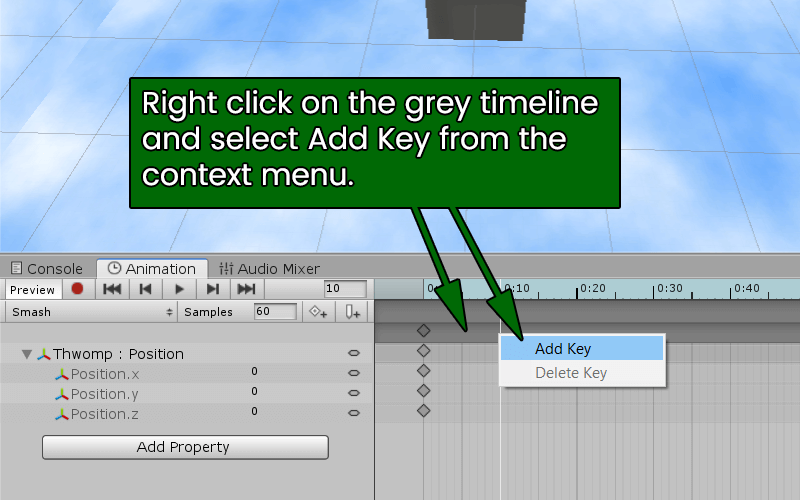 Right click on the grey timeline
and select Add Key from the
context menu.
Console Animation Audio Mixer
Preview 10 0:10 0:20 0:30 0:40
Smash Samples 60
Thwomp : Position
Position.x 0
Position.y 0
Position.z 0
Add Property
Add Key
Delete Key